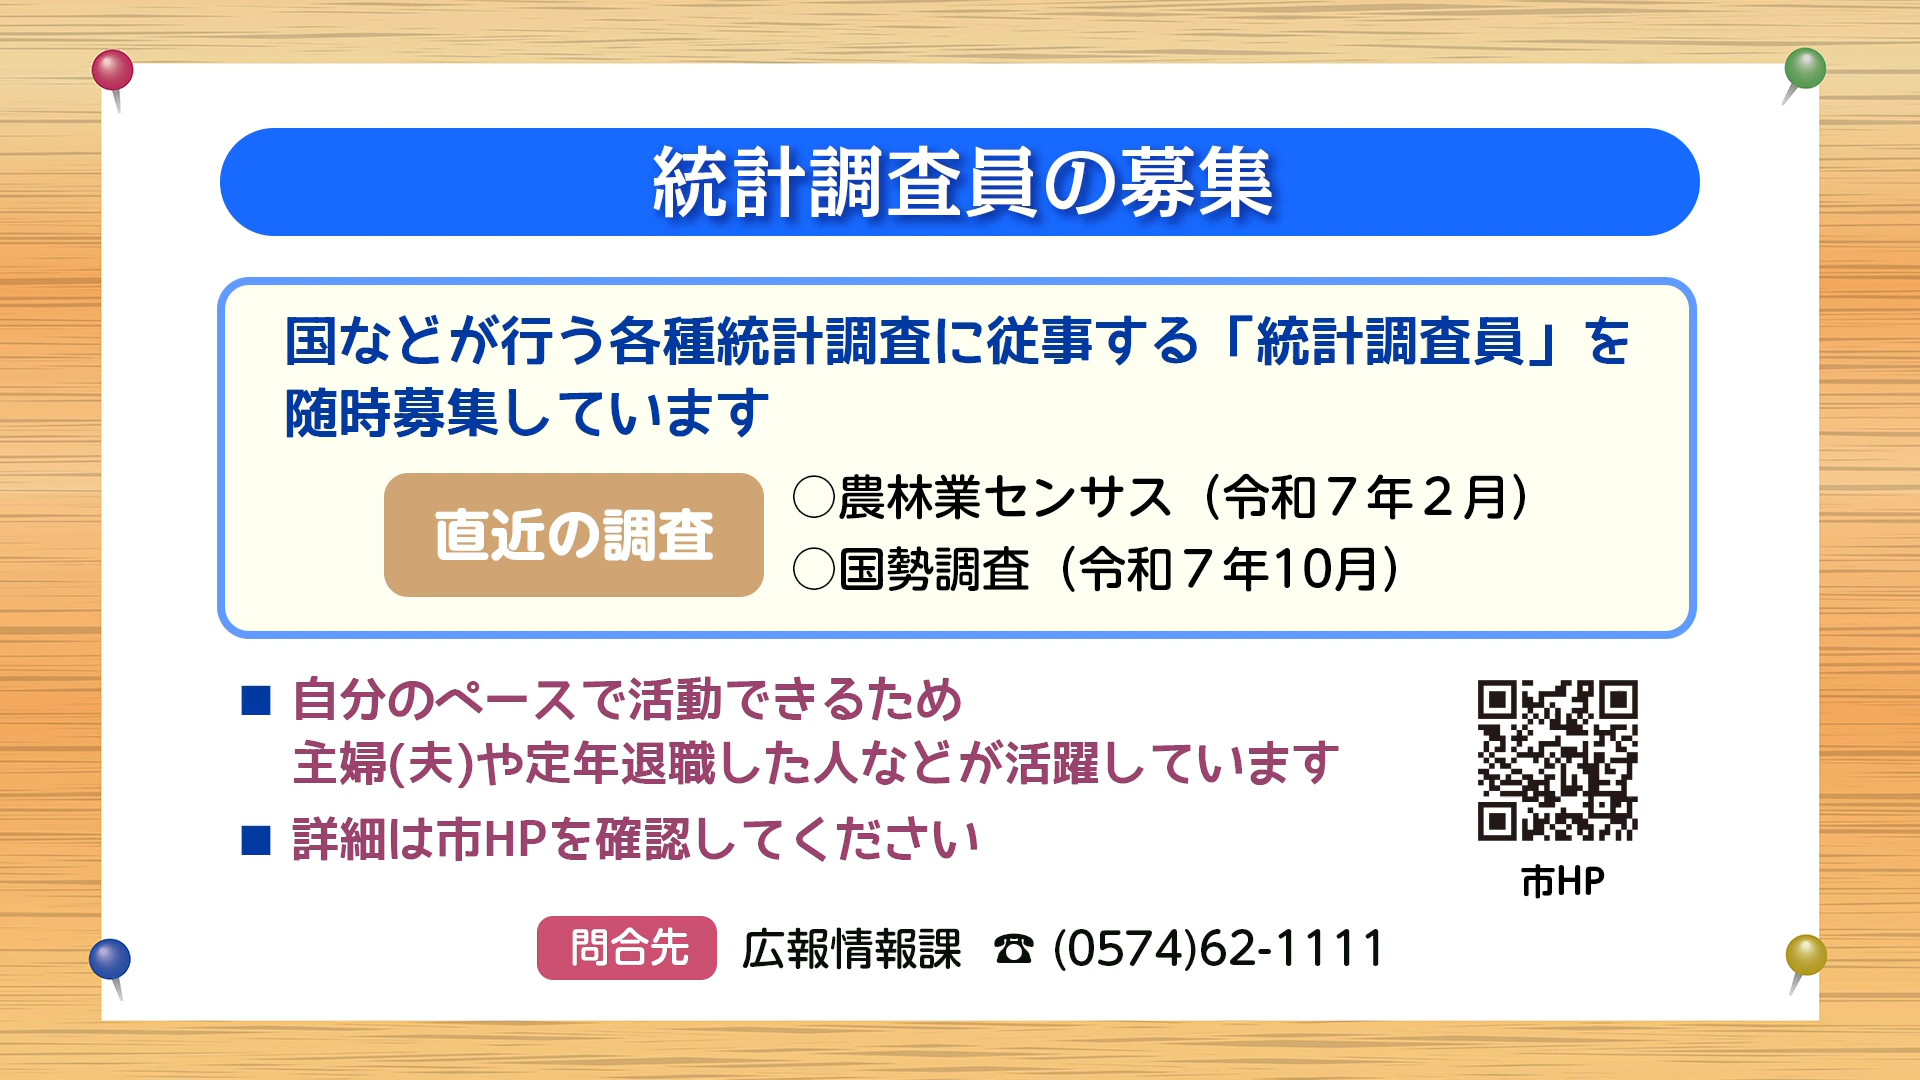 統計調査員の募集
国などが行う各種統計調査に従事する「統計調査員」を
随時募集しています
直近の調査
○農林業センサス（令和７年２月）
○国勢調査（令和７年10月）
■ 自分のペースで活動できるため
主婦(夫)や定年退職した人などが活躍しています
■ 詳細は市HPを確認してください
市HP
問合先 広報情報課 ☎ (0574)62-1111